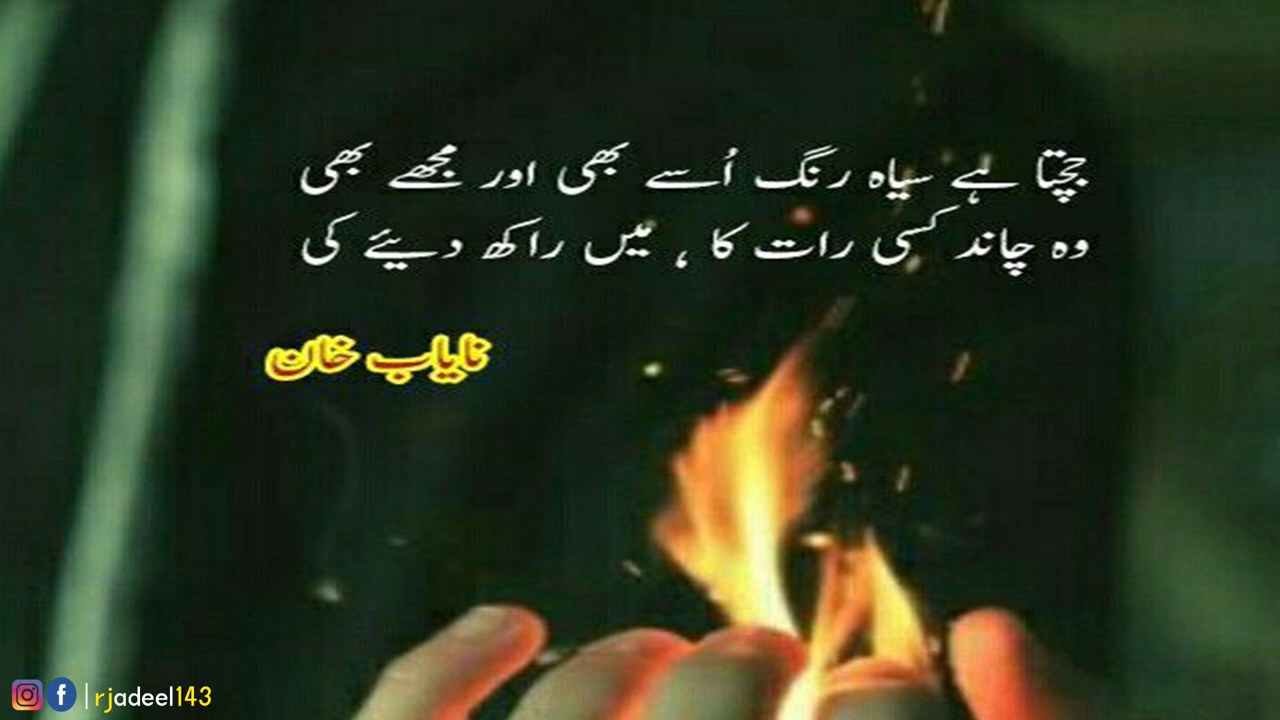 جچتا ہے سیاہ رنگ اُسے بھی اور مجھے بھی
وہ چاند کسی رات کا ، میں راکھ دیئے کی
نایاب خان
rjadeel143